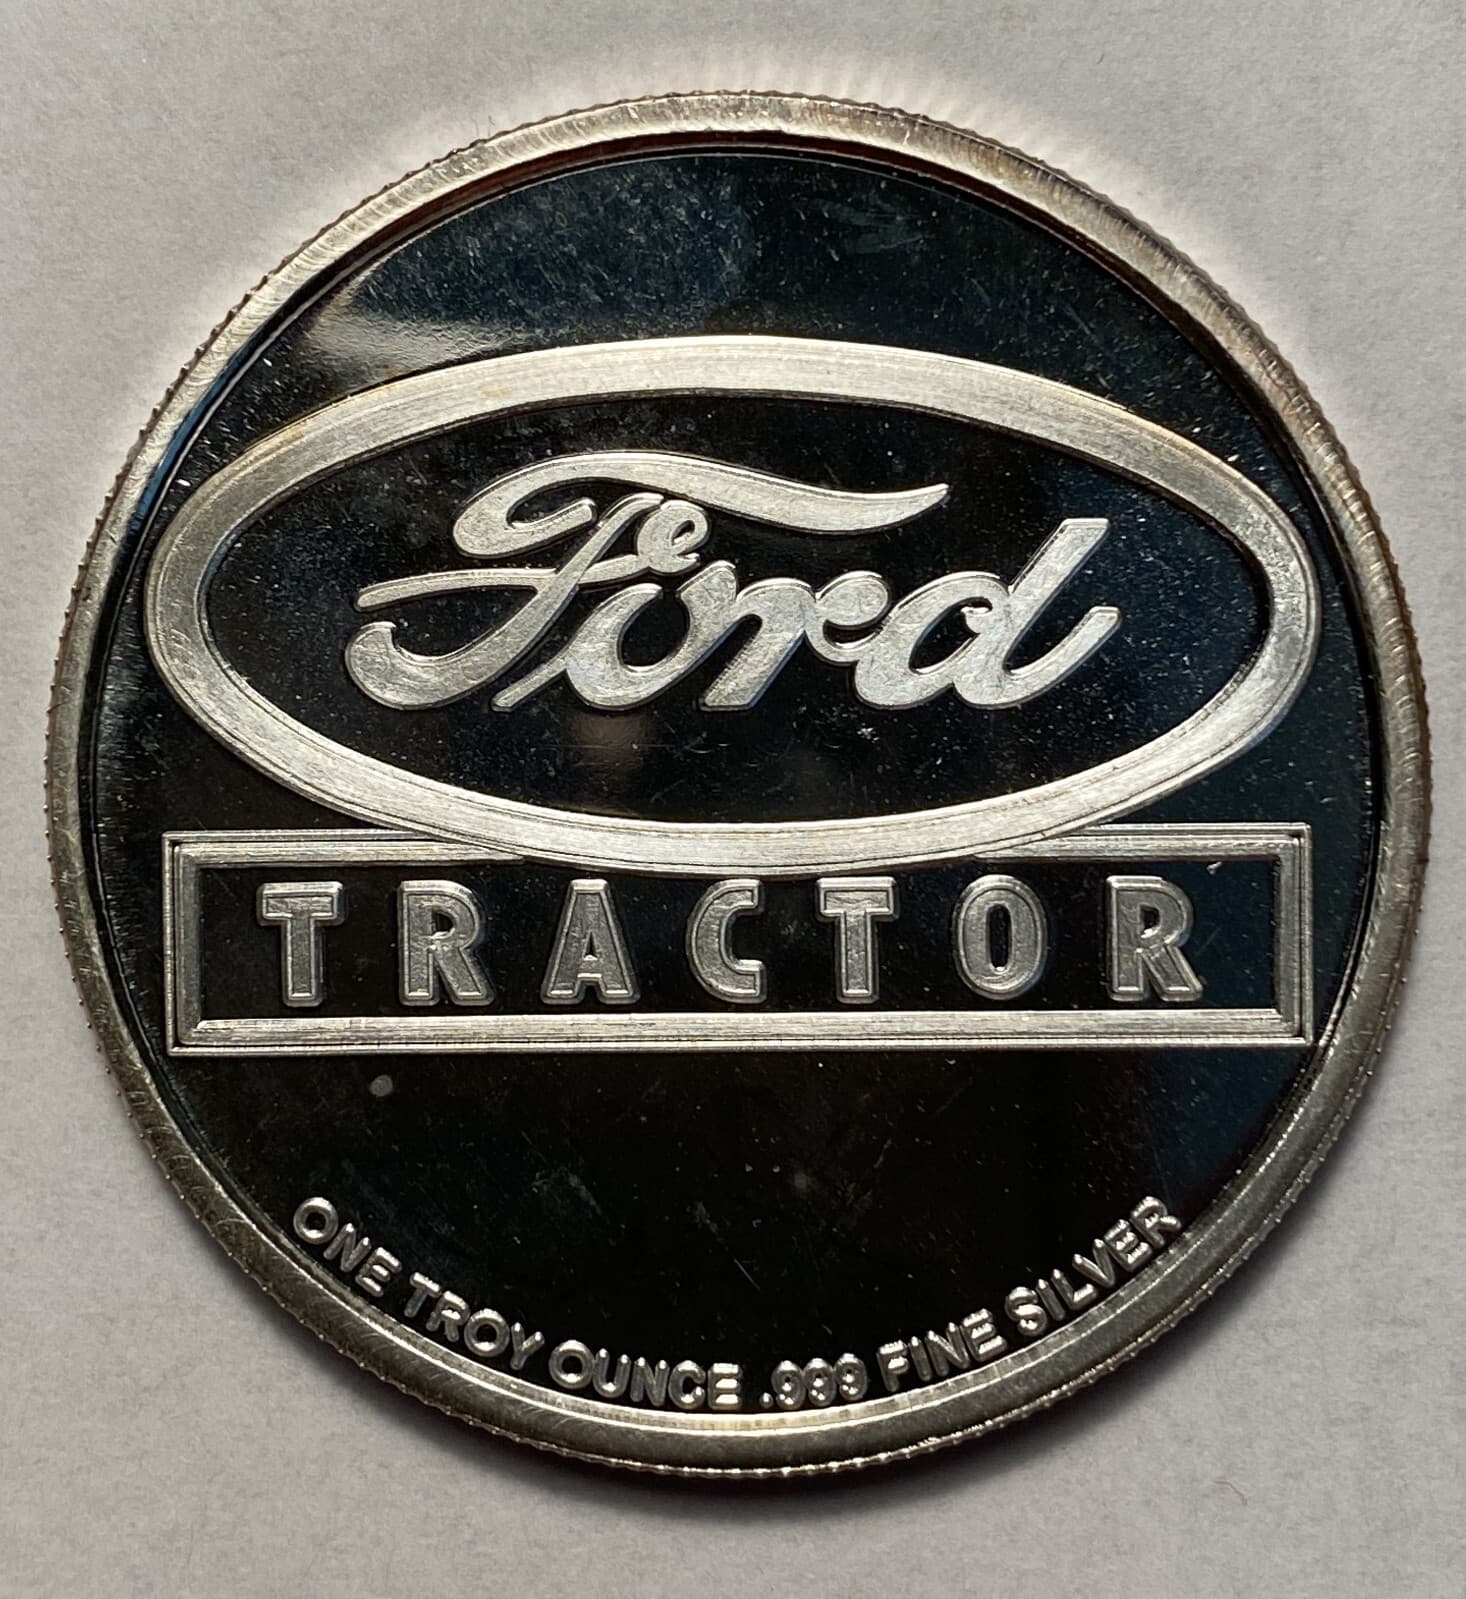 Ford
TRACTOR
ONE TROY OUNCE .999 FINE SILVER